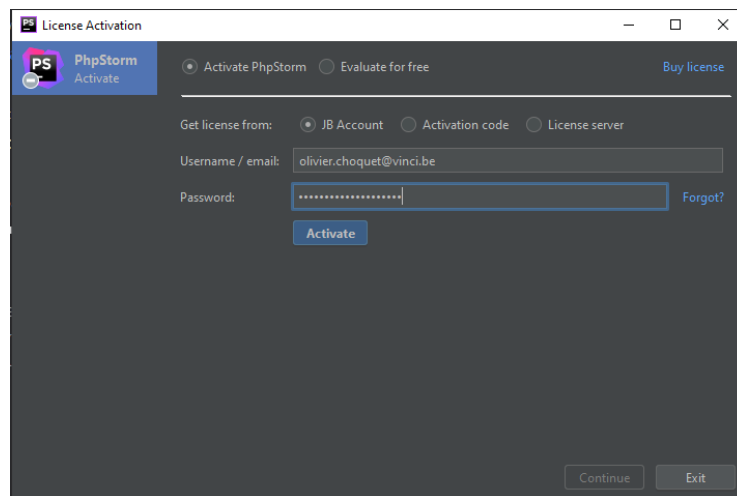 PS License Activation
PS PhpStorm
Activate
Activate PhpStorm Evaluate for free Buy license
Get license from: JB Account Activation code License server
Username / email: olivier.choquet@vinci.be
Password: •••••••••••••••••••• Forgot?
Activate
Continue Exit